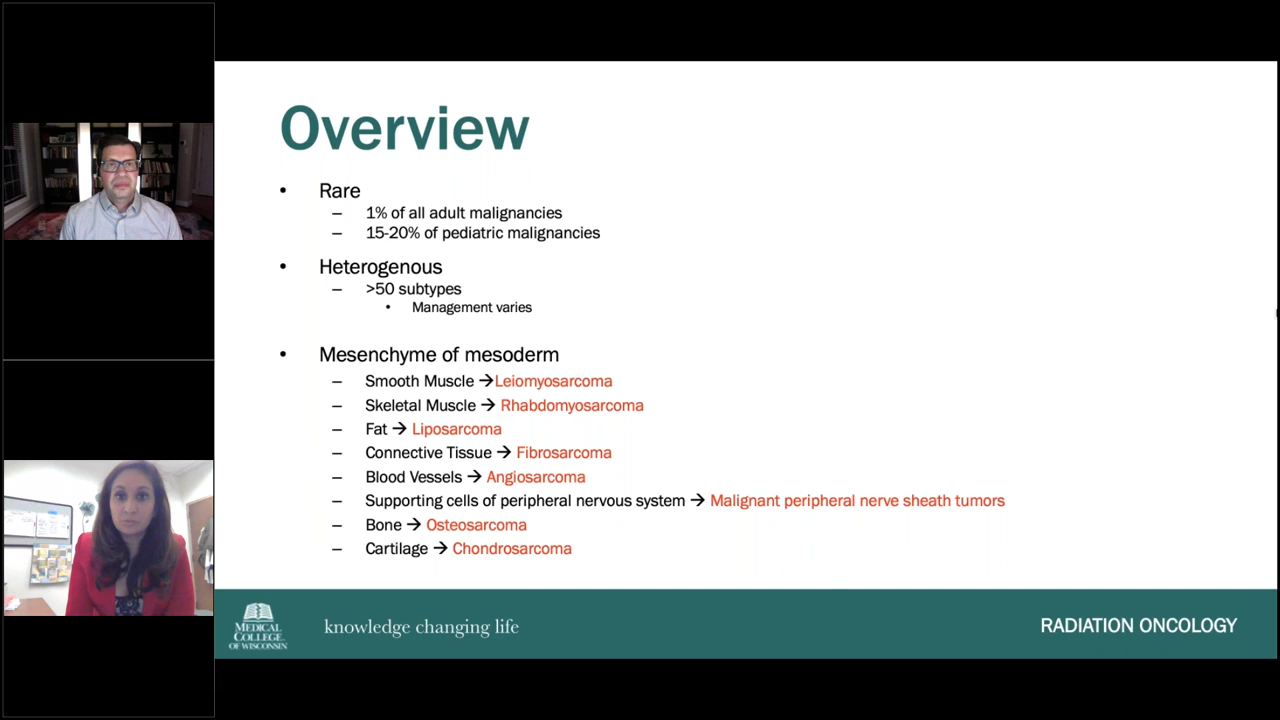 Overview
• Rare
– 1% of all adult malignancies
– 15-20% of pediatric malignancies
• Heterogenous
– >50 subtypes
• Management varies
• Mesenchyme of mesoderm
– Smooth Muscle →Leiomyosarcoma
– Skeletal Muscle → Rhabdomyosarcoma
– Fat → Liposarcoma
– Connective Tissue → Fibrosarcoma
– Blood Vessels → Angiosarcoma
– Supporting cells of peripheral nervous system → Malignant peripheral nerve sheath tumors
– Bone → Osteosarcoma
– Cartilage → Chondrosarcoma
MEDICAL
COLLEGE
OF WISCONSIN
knowledge changing life
RADIATION ONCOLOGY